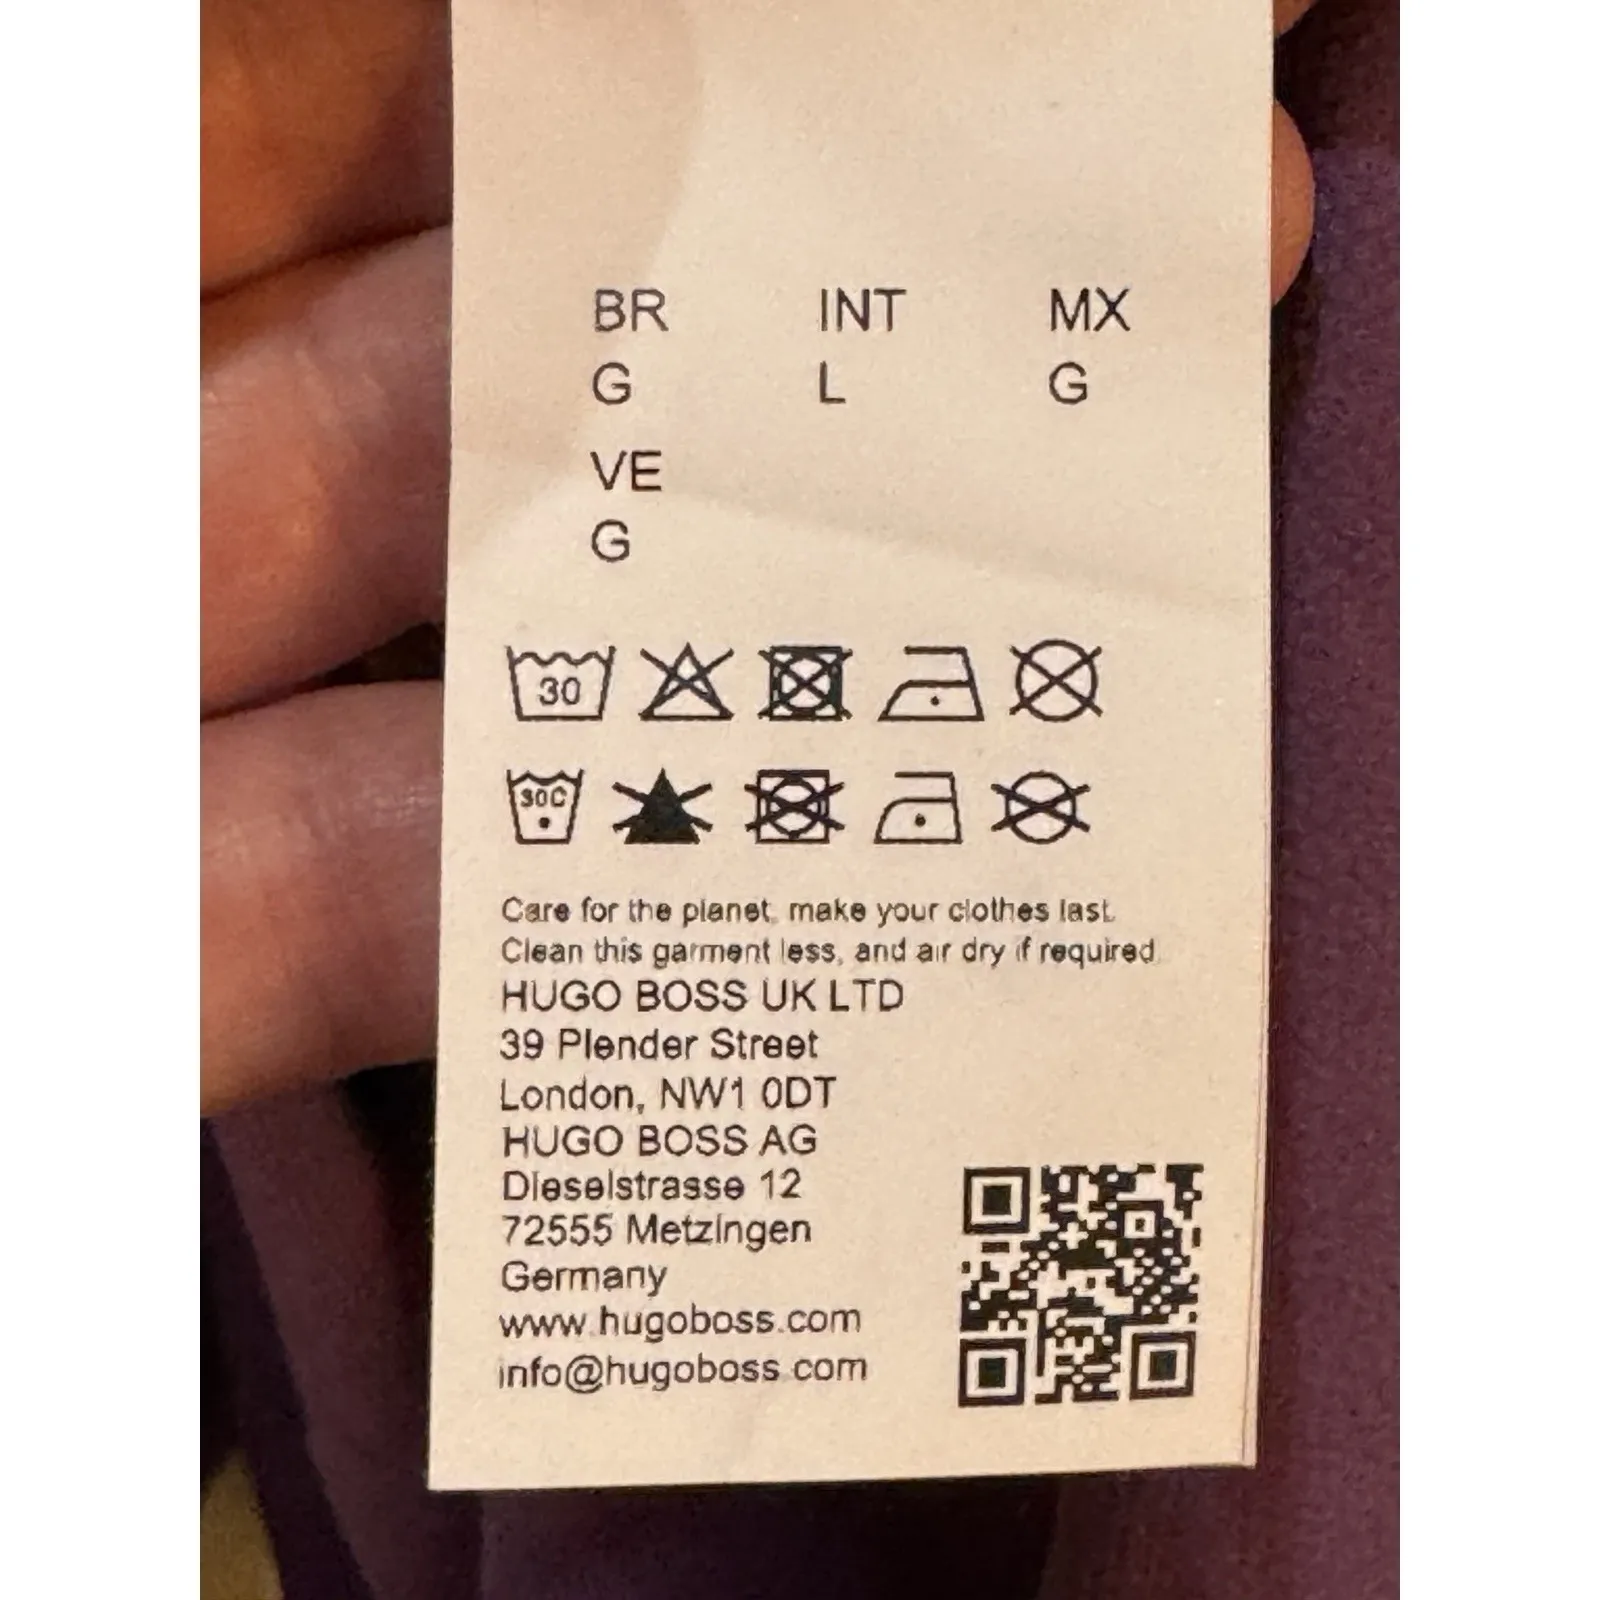 BR INT MX
G L G
VE
G
30
30C
Care for the planet, make your clothes last.
Clean this garment less, and air dry if required.
HUGO BOSS UK LTD
39 Plender Street
London, NW1 0DT
HUGO BOSS AG
Dieselstrasse 12
72555 Metzingen
Germany
www.hugoboss.com
info@hugoboss.com